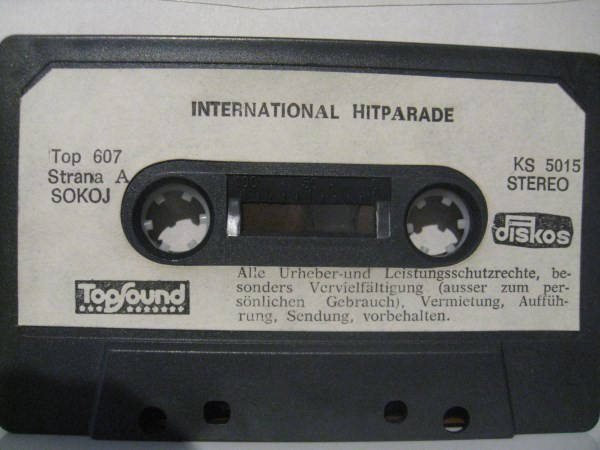 INTERNATIONAL HITPARADE
Top 607
Strana A
SOKOJ
KS 5015
STEREO
diskos
TopSound
Alle Urheber-und Leistungsschutzrechte, be-
sonders Vervielfältigung (ausser zum per-
sönlichen Gebrauch), Vermietung, Auffüh-
rung, Sendung, vorbehalten.